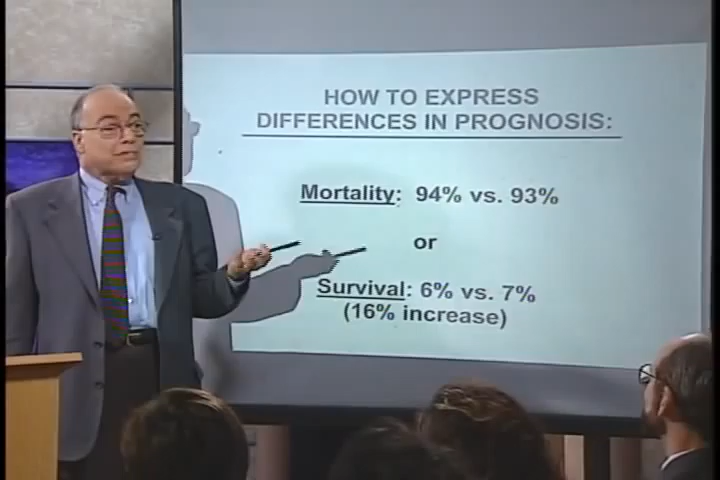 HOW TO EXPRESS
DIFFERENCES IN PROGNOSIS:
Mortality: 94% vs. 93%
or
Survival: 6% vs. 7%
(16% increase)